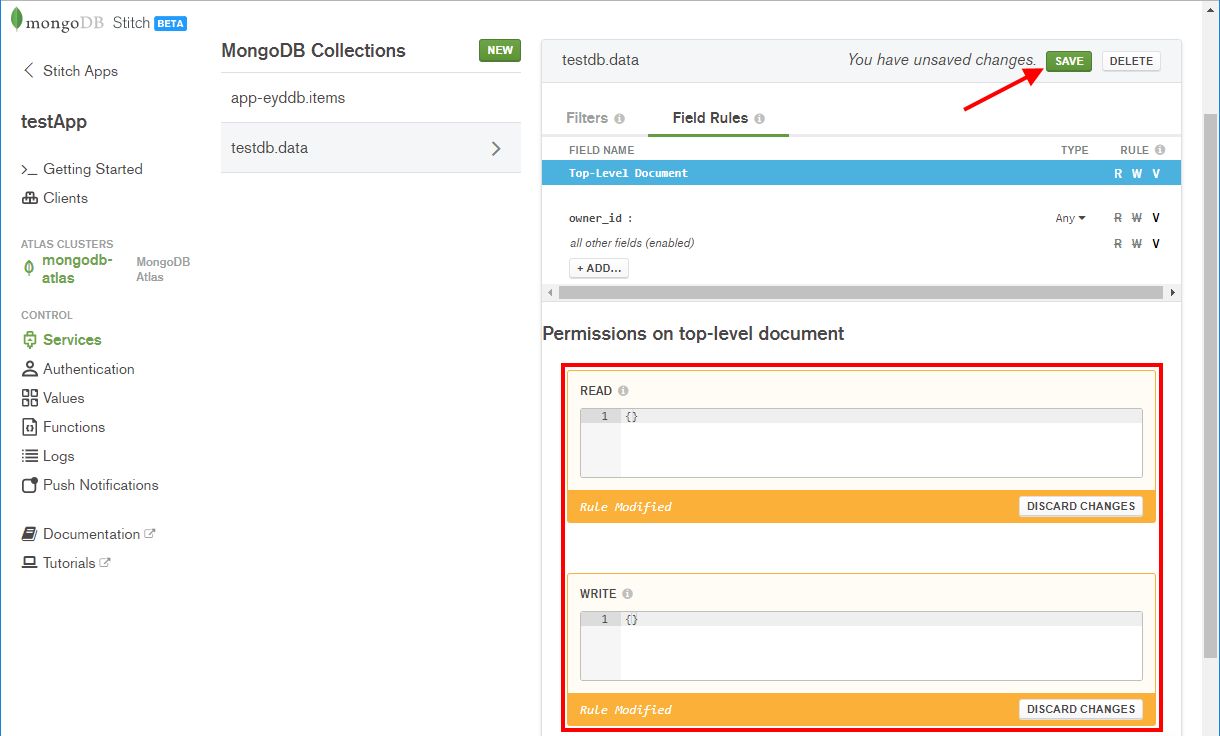 mongoDB Stitch BETA
Stitch Apps
testApp
>_ Getting Started
Clients
ATLAS CLUSTERS
mongodb-
atlas
MongoDB
Atlas
CONTROL
Services
Authentication
Values
Functions
Logs
Push Notifications
Documentation
Tutorials
MongoDB Collections NEW
app-eyddb.items
testdb.data
testdb.data You have unsaved changes. SAVE DELETE
Filters Field Rules
FIELD NAME TYPE RULE
Top-Level Document R W V
owner_id : Any R W V
all other fields (enabled) R W V
+ ADD...
Permissions on top-level document
READ
1 {}
Rule Modified DISCARD CHANGES
WRITE
1 {}
Rule Modified DISCARD CHANGES